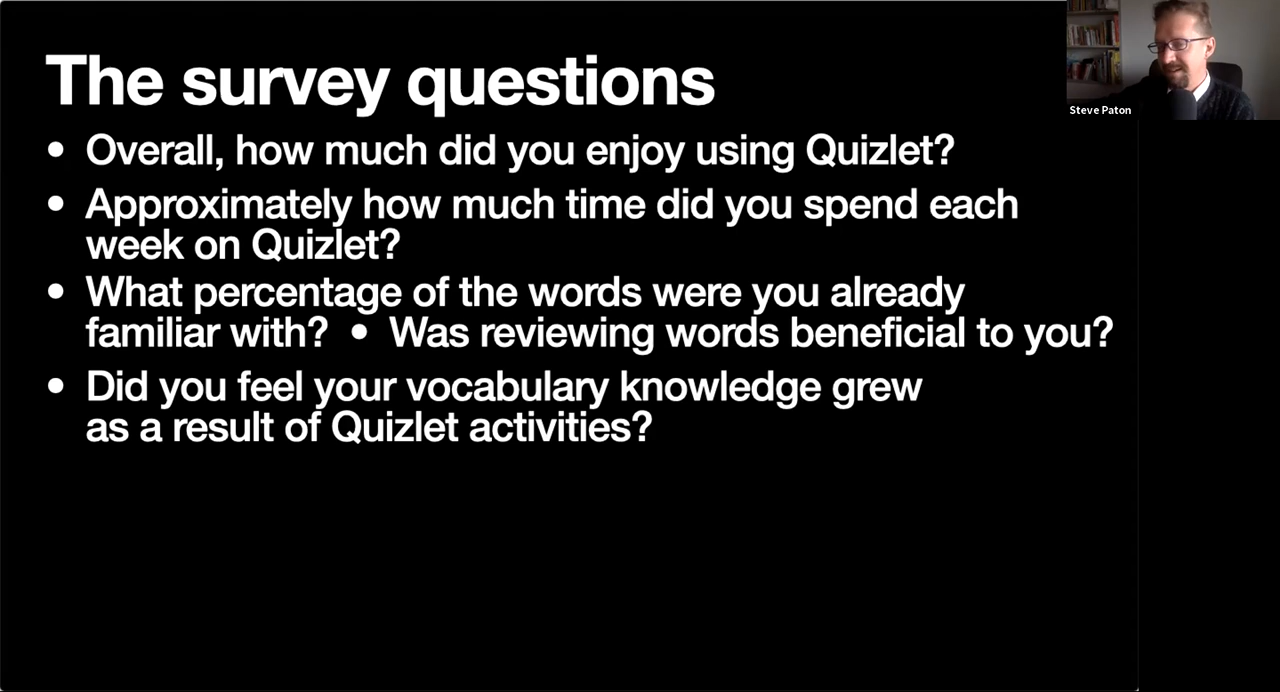 The survey questions
• Overall, how much did you enjoy using Quizlet?
• Approximately how much time did you spend each
week on Quizlet?
• What percentage of the words were you already
familiar with? • Was reviewing words beneficial to you?
• Did you feel your vocabulary knowledge grew
as a result of Quizlet activities?
Steve Paton